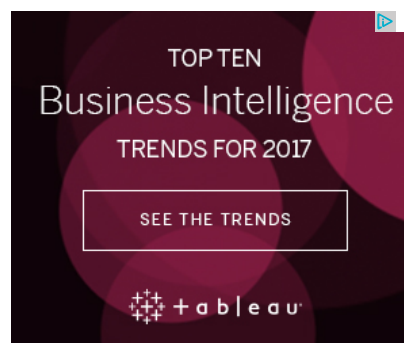 TOP TEN
Business Intelligence
TRENDS FOR 2017
SEE THE TRENDS
+ableau